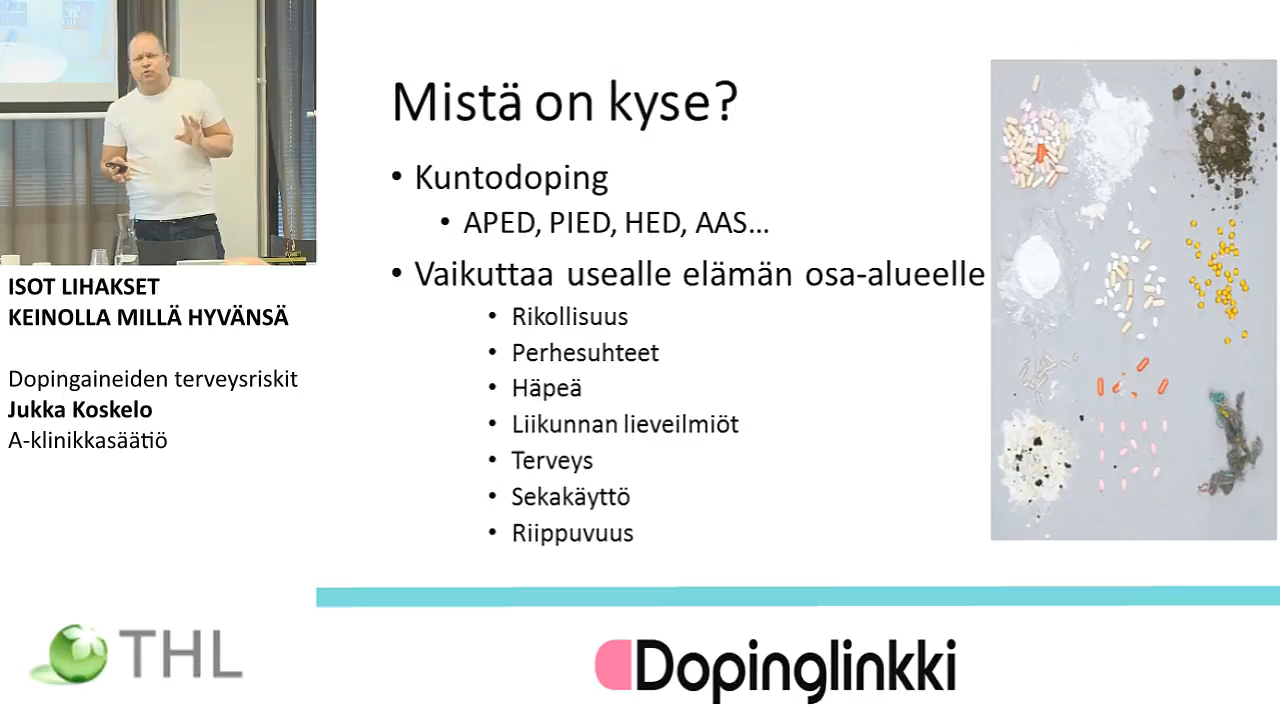 ISOT LIHAKSET
KEINOLLA MILLÄ HYVÄNSÄ
Dopingaineiden terveysriskit
Jukka Koskelo
A-klinikkasäätiö
THL
Mistä on kyse?
• Kuntodoping
• APED, PIED, HED, AAS...
• Vaikuttaa usealle elämän osa-alueelle
• Rikollisuus
• Perhesuhteet
• Häpeä
• Liikunnan lieveilmiöt
• Terveys
• Sekakäyttö
• Riippuvuus
Dopinglinkki